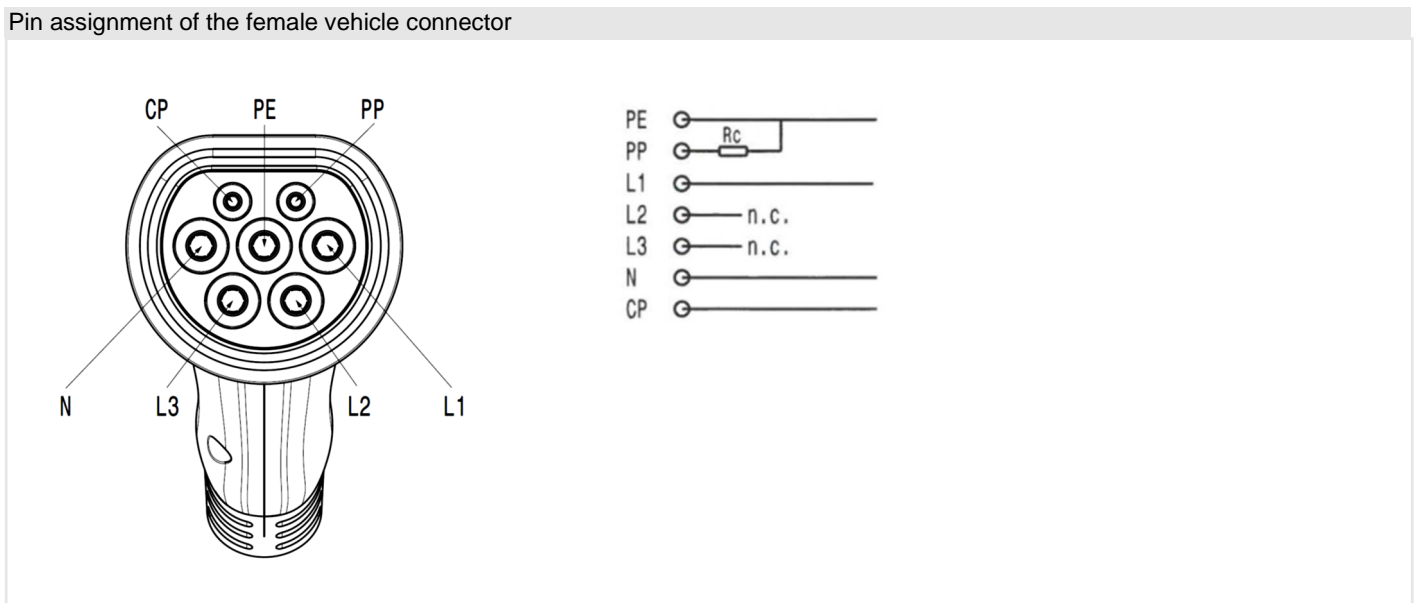 Pin assignment of the female vehicle connector
CP PE PP
N L3 L2 L1
PE
Rc
PP
L1
L2 n.c.
L3 n.c.
N
CP